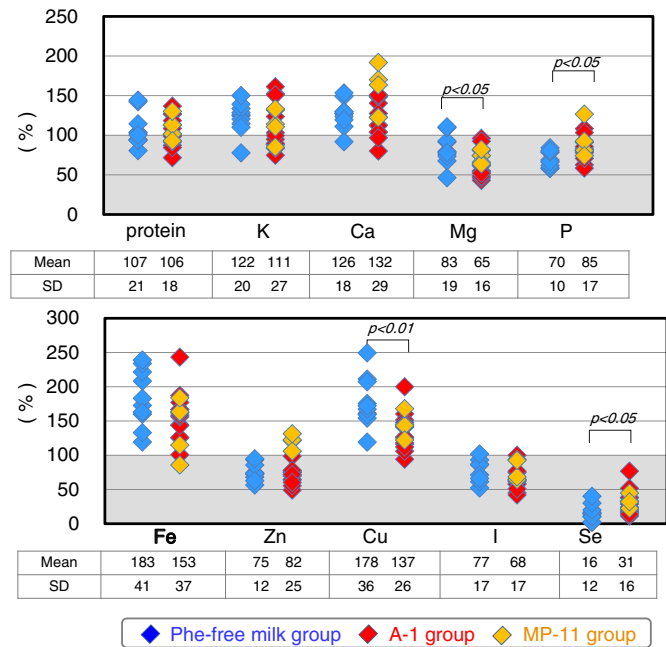 250
200
150
100
50
0
( % )
p<0.05
p<0.05
protein K Ca Mg P
Mean 107 106 122 111 126 132 83 65 70 85
SD 21 18 20 27 18 29 19 16 10 17
300
250
200
150
100
50
0
( % )
p<0.01
p<0.05
Fe Zn Cu I Se
Mean 183 153 75 82 178 137 77 68 16 31
SD 41 37 12 25 36 26 17 17 12 16
Phe-free milk group A-1 group MP-11 group